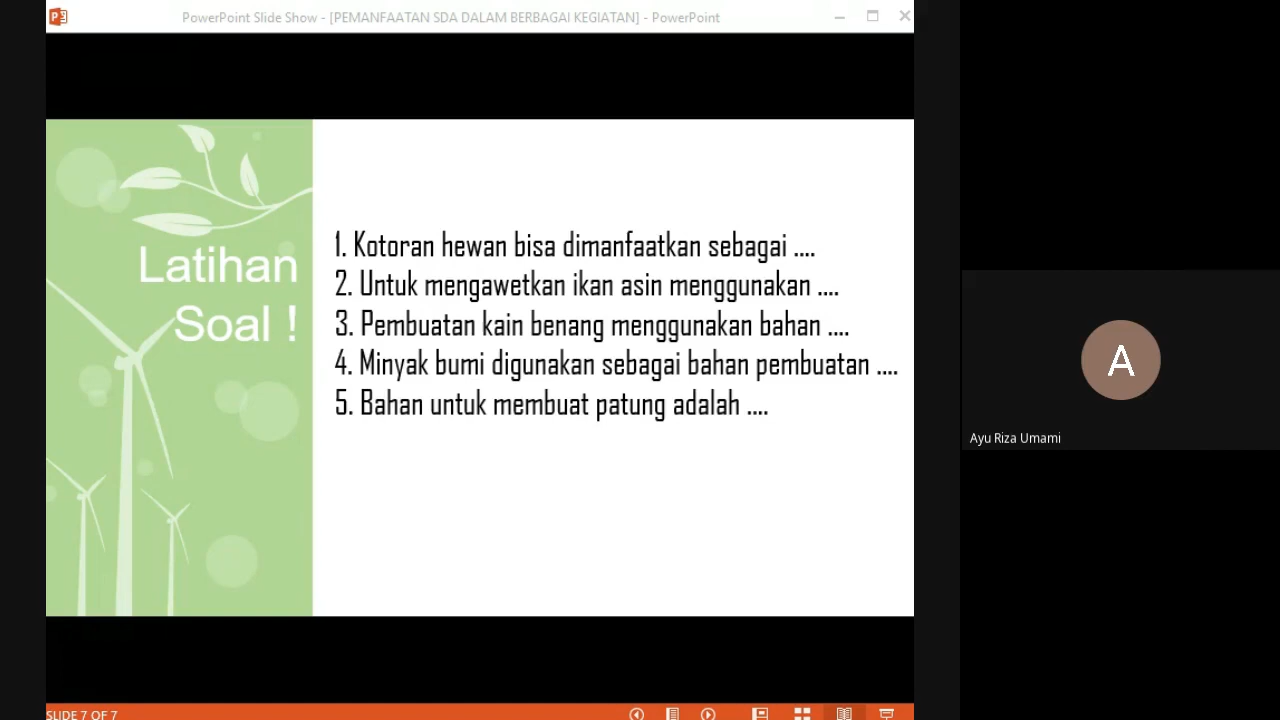 PowerPoint Slide Show - [PEMANFAATAN SDA DALAM BERBAGAI KEGIATAN] - PowerPoint
Latihan
Soal !
1. Kotoran hewan bisa dimanfaatkan sebagai ....
2. Untuk mengawetkan ikan asin menggunakan ....
3. Pembuatan kain benang menggunakan bahan ....
4. Minyak bumi digunakan sebagai bahan pembuatan ....
5. Bahan untuk membuat patung adalah ....
A
Ayu Riza Umami
SLIDE 7 OF 7